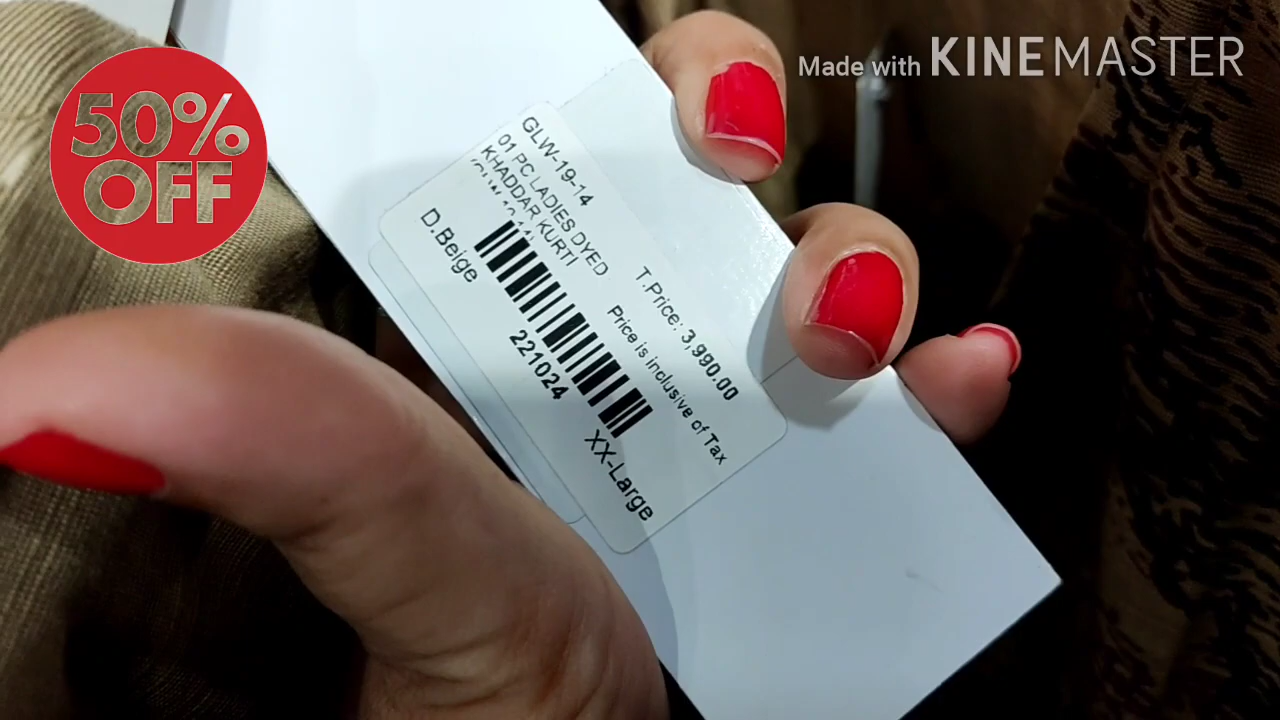 50%
OFF
Made with KINEMASTER
GLW-19-14
01 PC LADIES DYED
KHADDAR KURTI
D.Beige
221024
XX-Large
T.Price: 3,990.00
Price is inclusive of Tax